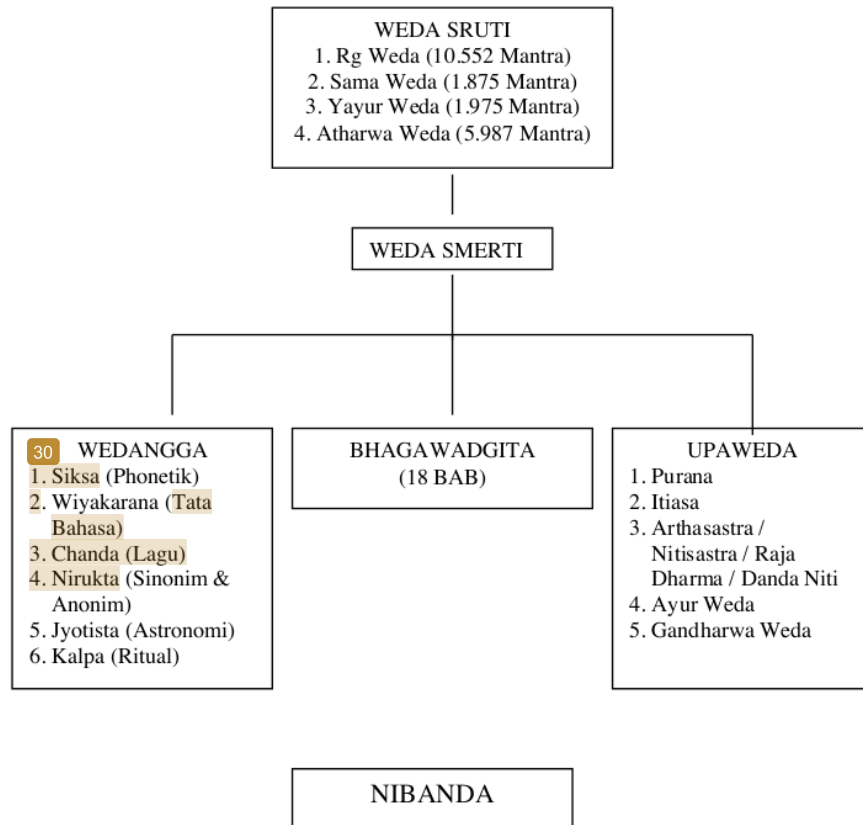 WEDA SRUTI
1. Rg Weda (10.552 Mantra)
2. Sama Weda (1.875 Mantra)
3. Yayur Weda (1.975 Mantra)
4. Atharwa Weda (5.987 Mantra)
WEDA SMERTI
30 WEDANGGA
1. Siksa (Phonetik)
2. Wiyakarana (Tata
Bahasa)
3. Chanda (Lagu)
4. Nirukta (Sinonim &
Anonim)
5. Jyotista (Astronomi)
6. Kalpa (Ritual)
BHAGAWADGITA
(18 BAB)
UPAWEDA
1. Purana
2. Itiasa
3. Arthasastra /
Nitisastra / Raja
Dharma / Danda Niti
4. Ayur Weda
5. Gandharwa Weda
NIBANDA